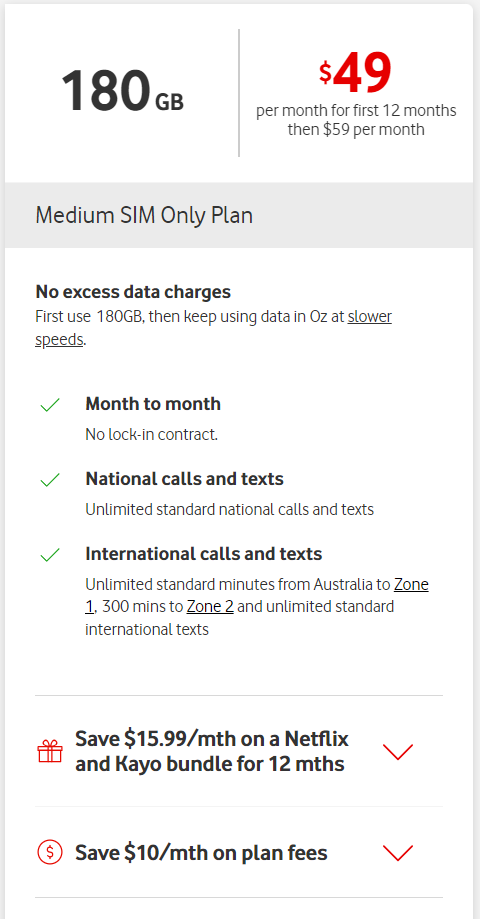 180 GB
$49
per month for first 12 months
then $59 per month
Medium SIM Only Plan
No excess data charges
First use 180GB, then keep using data in Oz at slower
speeds.
Month to month
No lock-in contract.
National calls and texts
Unlimited standard national calls and texts
International calls and texts
Unlimited standard minutes from Australia to Zone
1, 300 mins to Zone 2 and unlimited standard
international texts
Save $15.99/mth on a Netflix
and Kayo bundle for 12 mths
$
Save $10/mth on plan fees